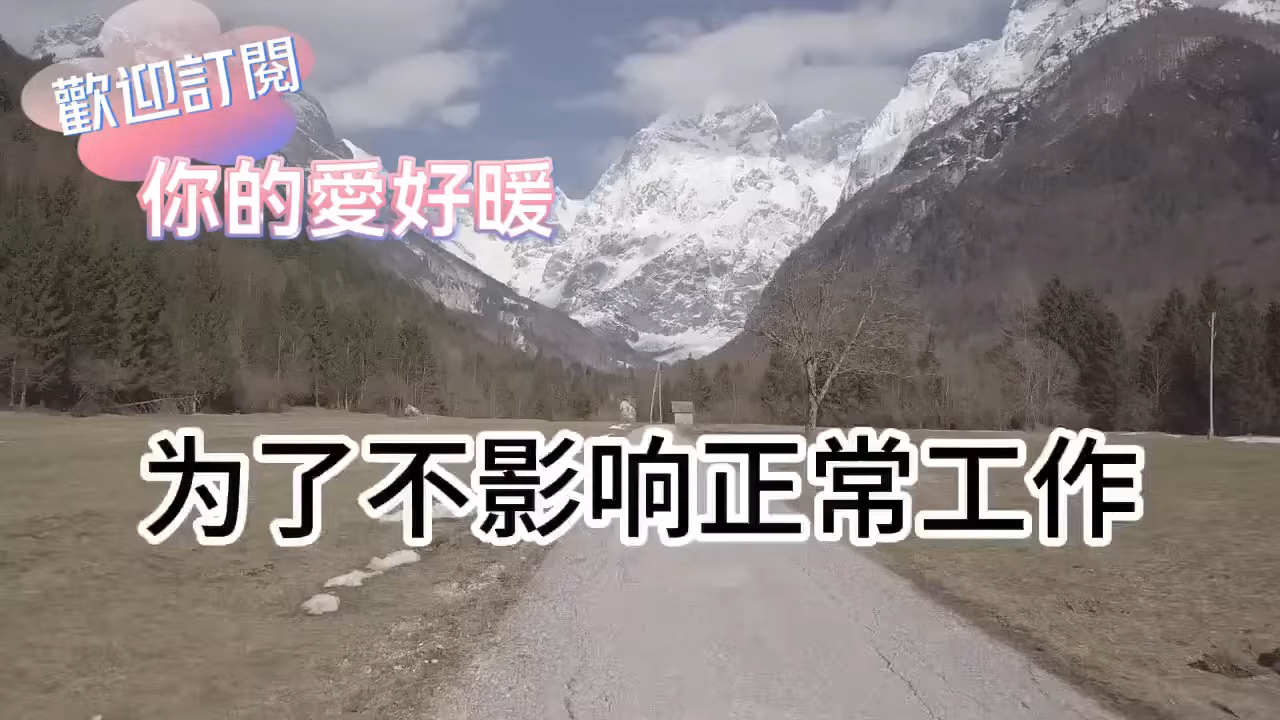 歡迎訂閱
你的愛好暖
为了不影响正常工作